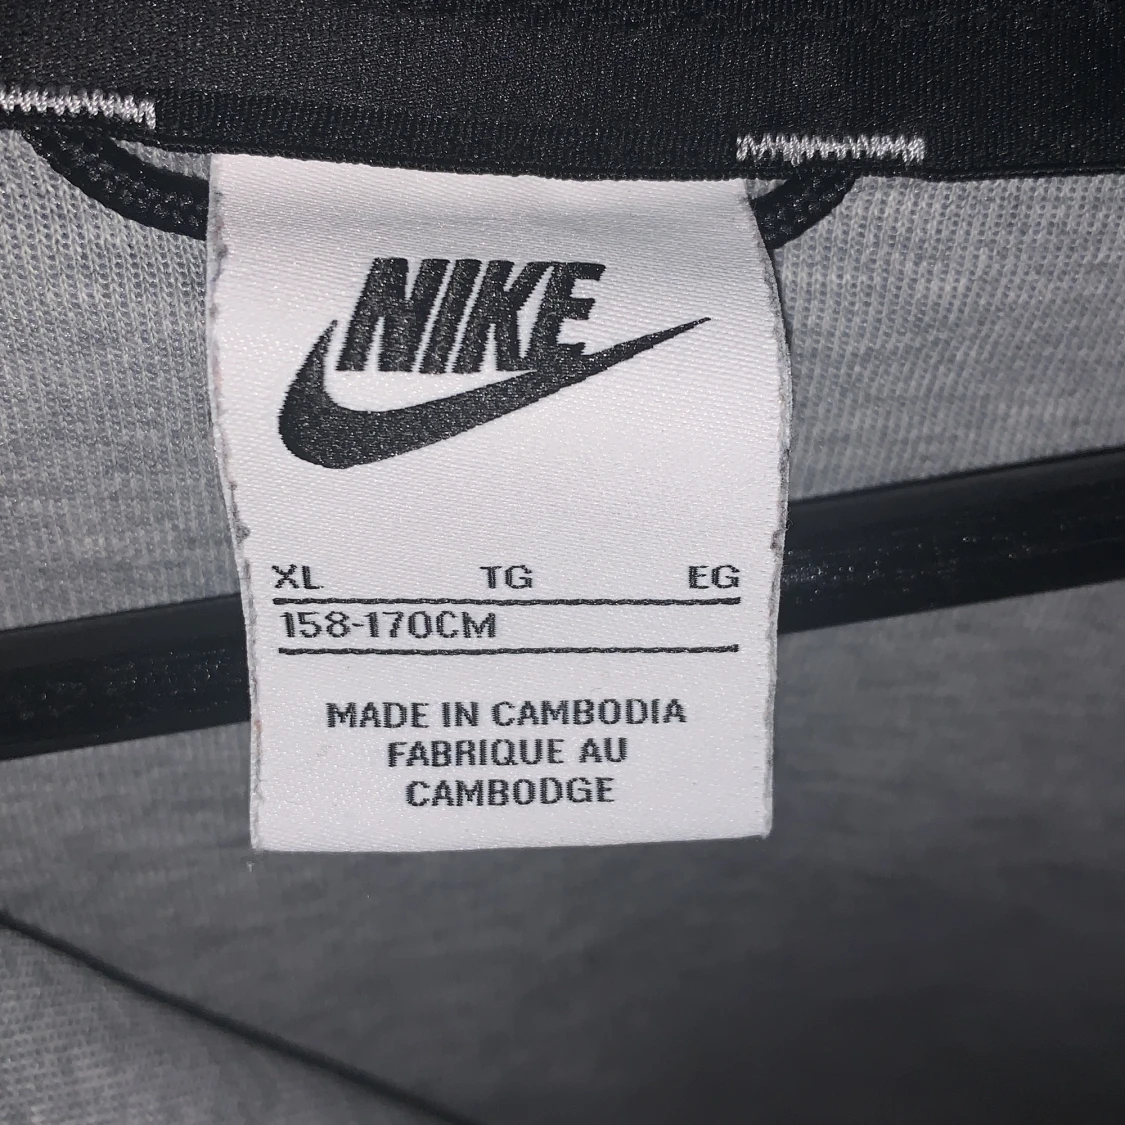 NIKE
XL TG EG
158-170CM
MADE IN CAMBODIA
FABRIQUE AU
CAMBODGE